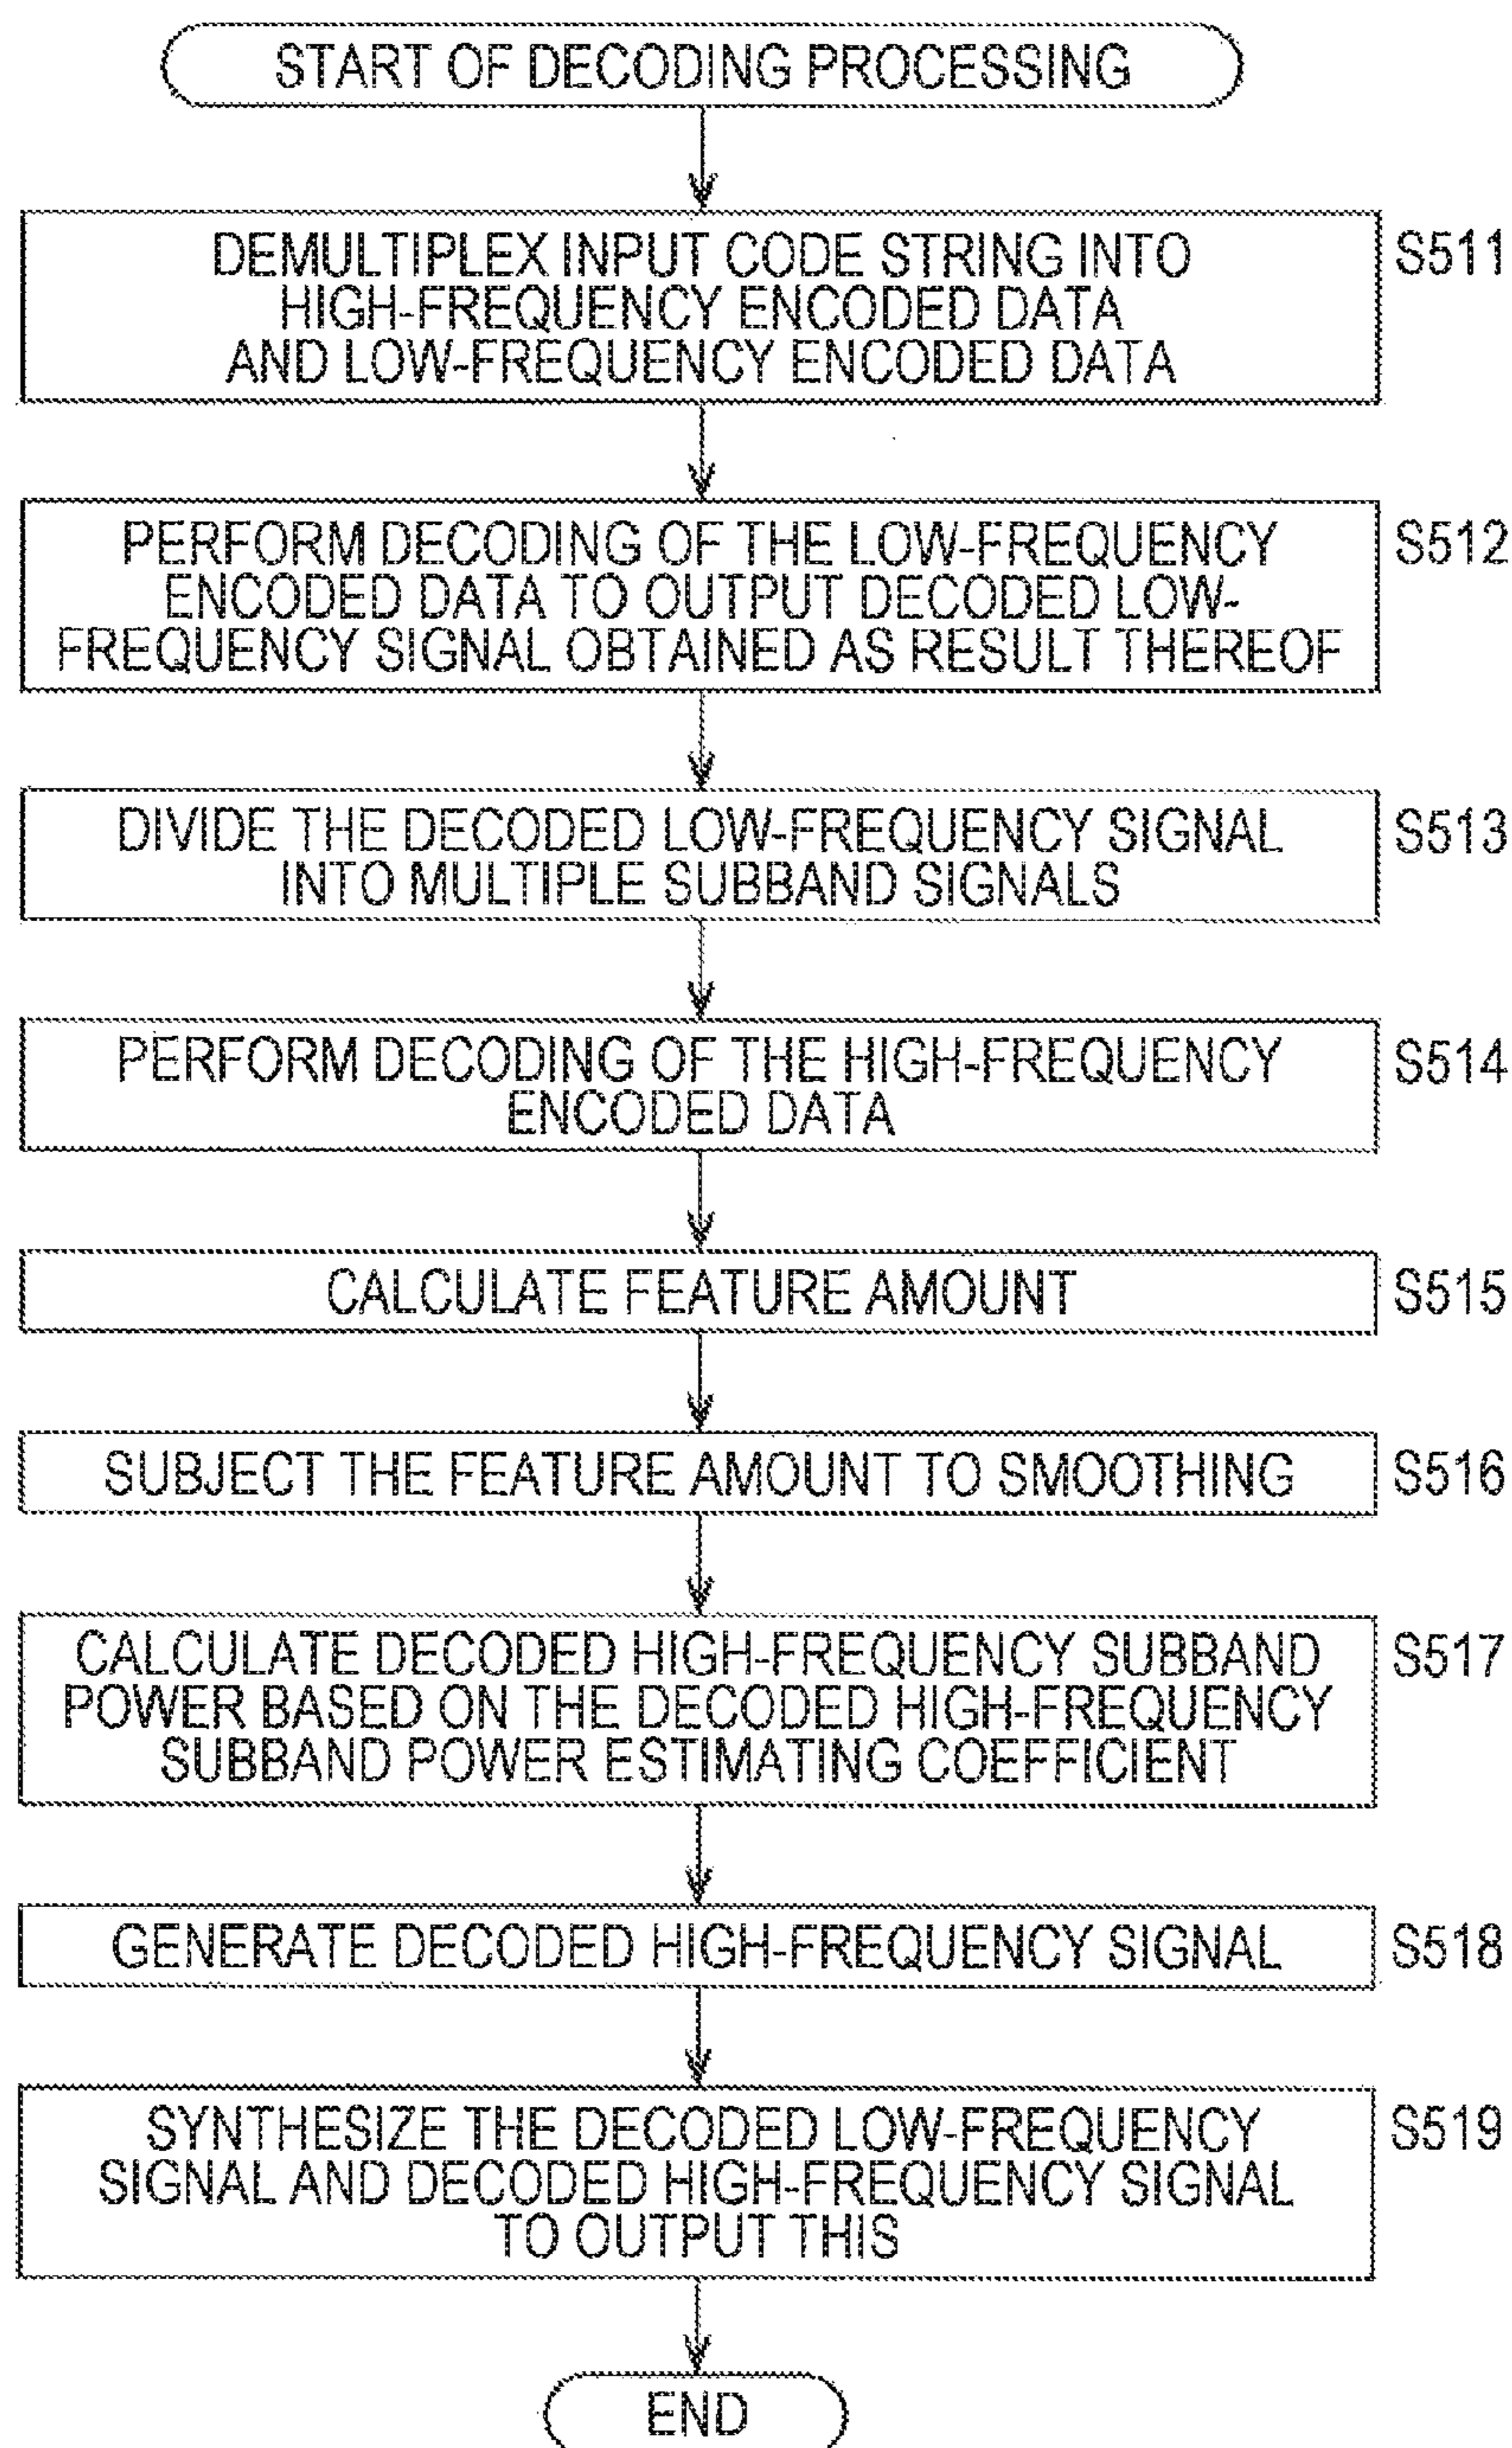 START OF DECODING PROCESSING
DEMULTIPLEX INPUT CODE STRING INTO
HIGH-FREQUENCY ENCODED DATA
AND LOW-FREQUENCY ENCODED DATA
S511
PERFORM DECODING OF THE LOW-FREQUENCY
ENCODED DATA TO OUTPUT DECODED LOW-
FREQUENCY SIGNAL OBTAINED AS RESULT THEREOF
S512
DIVIDE THE DECODED LOW-FREQUENCY SIGNAL
INTO MULTIPLE SUBBAND SIGNALS
S513
PERFORM DECODING OF THE HIGH-FREQUENCY
ENCODED DATA
S514
CALCULATE FEATURE AMOUNT
S515
SUBJECT THE FEATURE AMOUNT TO SMOOTHING
S516
CALCULATE DECODED HIGH-FREQUENCY SUBBAND
POWER BASED ON THE DECODED HIGH-FREQUENCY
SUBBAND POWER ESTIMATING COEFFICIENT
S517
GENERATE DECODED HIGH-FREQUENCY SIGNAL
S518
SYNTHESIZE THE DECODED LOW-FREQUENCY
SIGNAL AND DECODED HIGH-FREQUENCY SIGNAL
TO OUTPUT THIS
S519
END